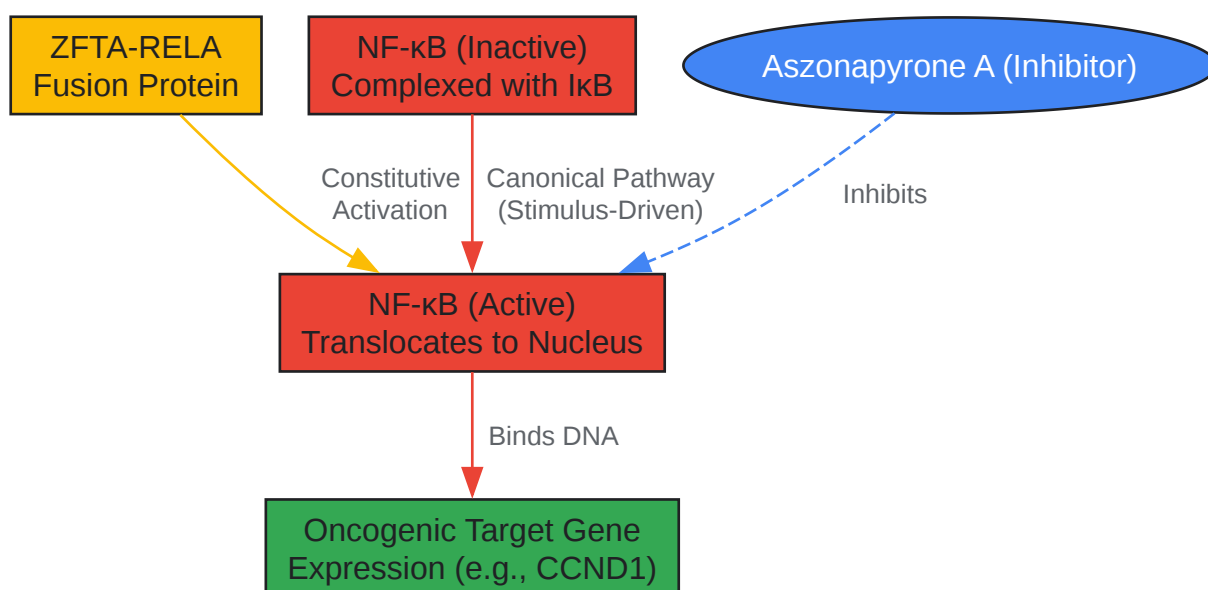 ZFTA-RELA
Fusion Protein
NF-κB (Inactive)
Complexed with IκB
Aszonapyrone A (Inhibitor)
Constitutive
Activation
Canonical Pathway
(Stimulus-Driven)
Inhibits
NF-κB (Active)
Translocates to Nucleus
Binds DNA
Oncogenic Target Gene
Expression (e.g., CCND1)